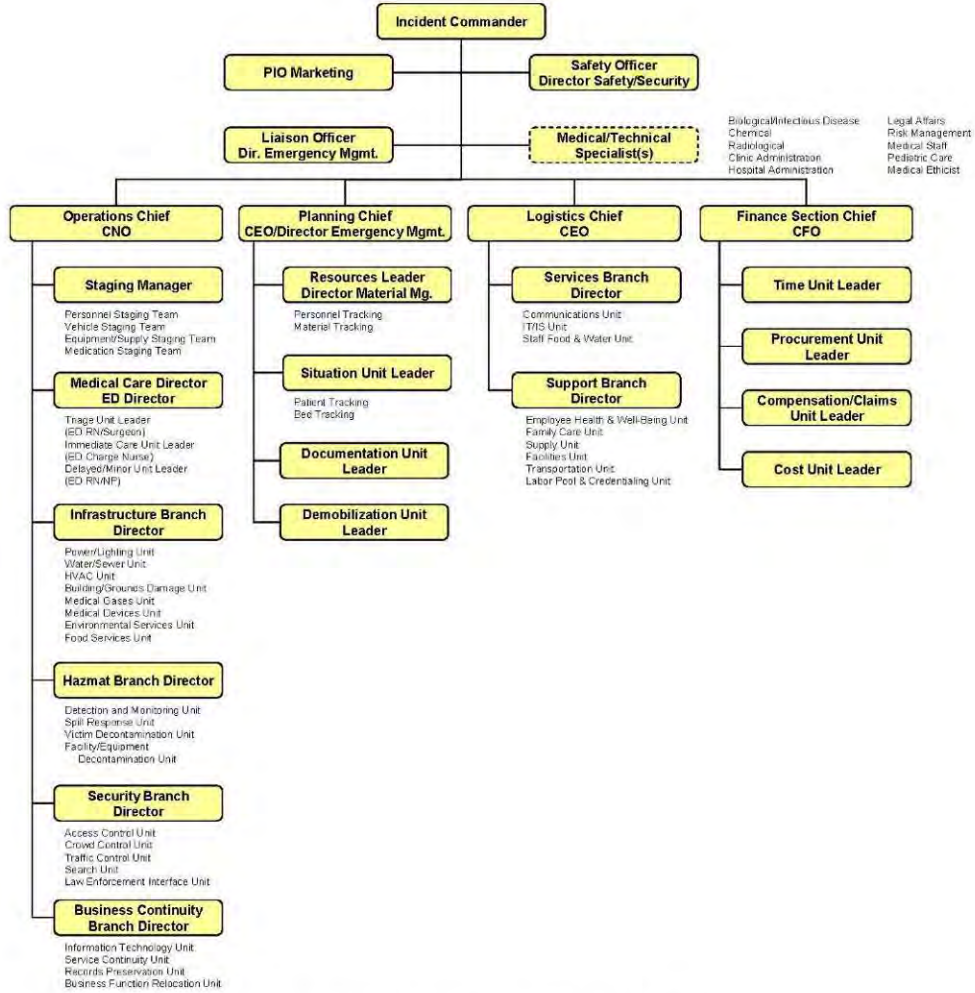 Incident Commander
PIO Marketing
Safety Officer
Director Safety/Security
Liaison Officer
Dir. Emergency Mgmt.
Medical/Technical
Specialist(s)
Biological/Infectious Disease
Chemical
Radiological
Clinic Administration
Hospital Administration
Legal Affairs
Risk Management
Medical Staff
Pediatric Care
Medical Ethicist
Operations Chief
CNO
Staging Manager
Personnel Staging Team
Vehicle Staging Team
Equipment/Supply Staging Team
Medication Staging Team
Medical Care Director
ED Director
Triage Unit Leader
(ED RN/Surgeon)
Immediate Care Unit Leader
(ED Charge Nurse)
Delayed/Minor Unit Leader
(ED RN/NP)
Infrastructure Branch
Director
Power/Lighting Unit
Water/Sewer Unit
HVAC Unit
Building/Grounds Damage Unit
Medical Gases Unit
Medical Devices Unit
Environmental Services Unit
Food Services Unit
Hazmat Branch Director
Detection and Monitoring Unit
Spill Response Unit
Victim Decontamination Unit
Facility/Equipment
Decontamination Unit
Security Branch
Director
Access Control Unit
Crowd Control Unit
Traffic Control Unit
Search Unit
Law Enforcement Interface Unit
Business Continuity
Branch Director
Information Technology Unit
Service Continuity Unit
Records Preservation Unit
Business Function Relocation Unit
Planning Chief
CEO/Director Emergency Mgmt.
Resources Leader
Director Material Mg.
Personnel Tracking
Material Tracking
Situation Unit Leader
Patient Tracking
Bed Tracking
Documentation Unit
Leader
Demobilization Unit
Leader
Logistics Chief
CEO
Services Branch
Director
Communications Unit
IT/IS Unit
Staff Food & Water Unit
Support Branch
Director
Employee Health & Well-Being Unit
Family Care Unit
Supply Unit
Facilities Unit
Transportation Unit
Labor Pool & Credentialing Unit
Finance Section Chief
CFO
Time Unit Leader
Procurement Unit
Leader
Compensation/Claims
Unit Leader
Cost Unit Leader